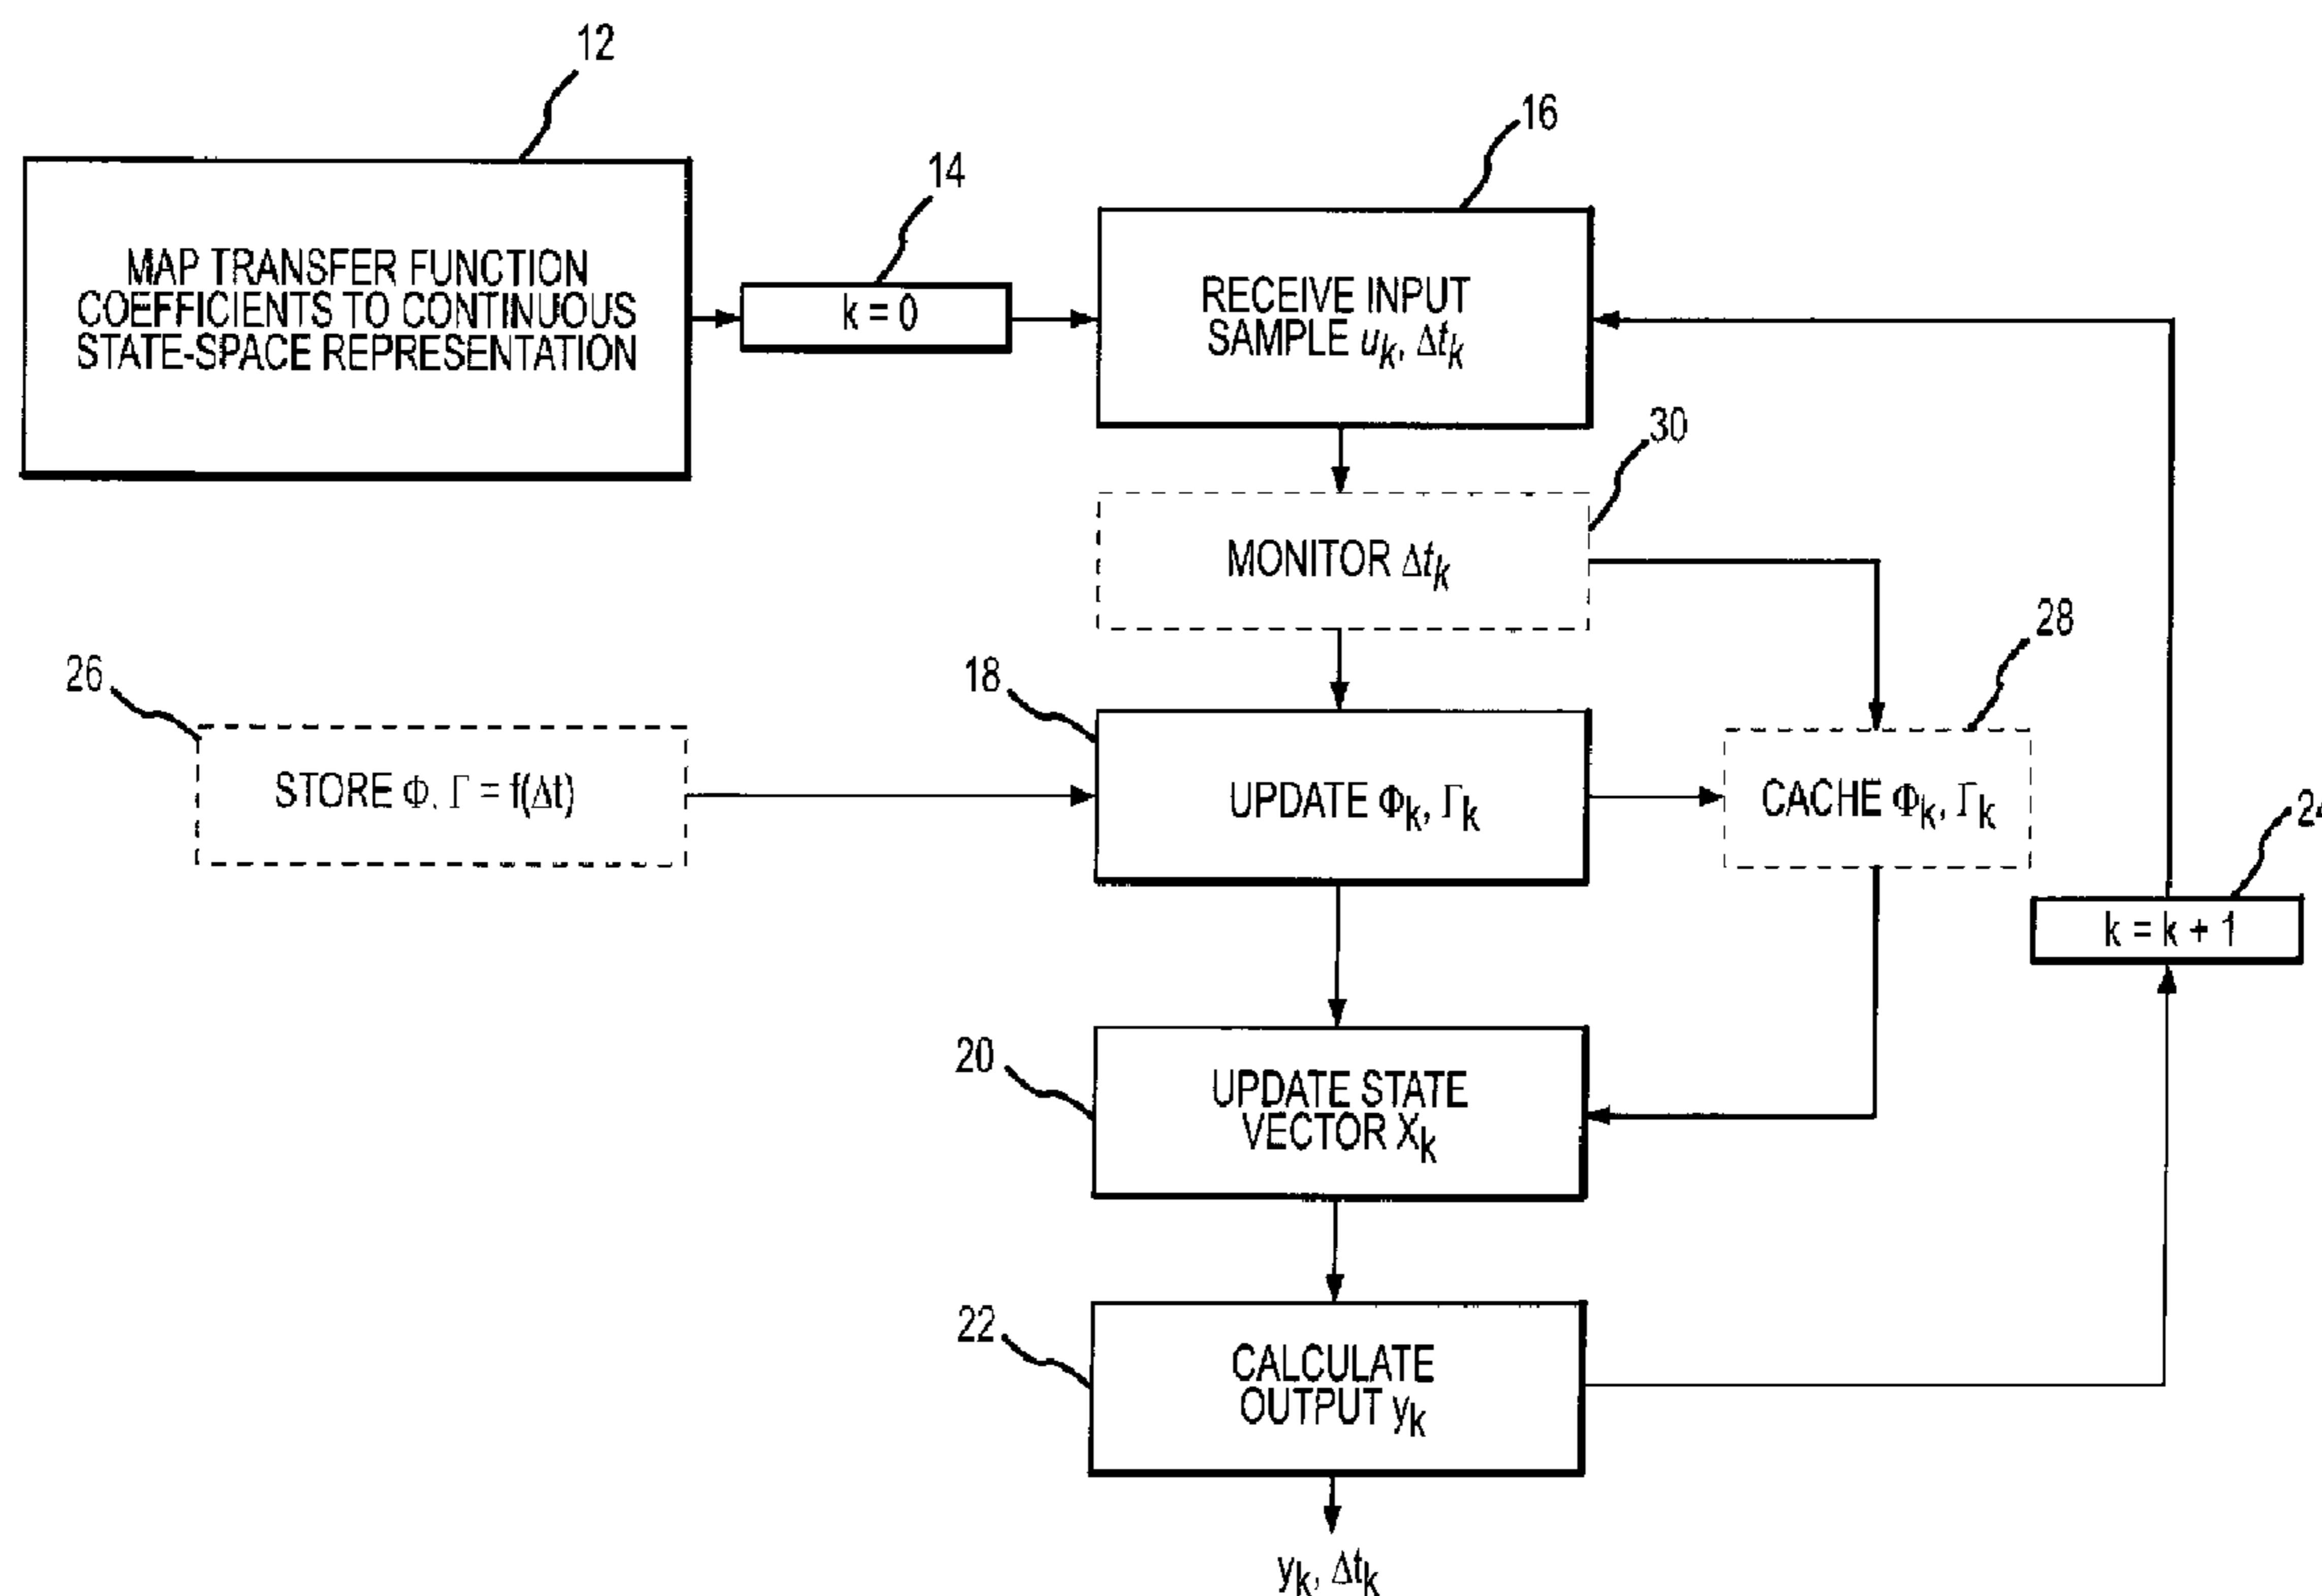 12
MAP TRANSFER FUNCTION
COEFFICIENTS TO CONTINUOUS
STATE-SPACE REPRESENTATION
14
k = 0
16
RECEIVE INPUT
SAMPLE uk, Δtk
30
MONITOR Δtk
26
STORE Φ, Γ = f(Δt)
18
UPDATE Φk, Γk
28
CACHE Φk, Γk
24
k = k + 1
20
UPDATE STATE
VECTOR Xk
22
CALCULATE
OUTPUT yk
yk, Δtk